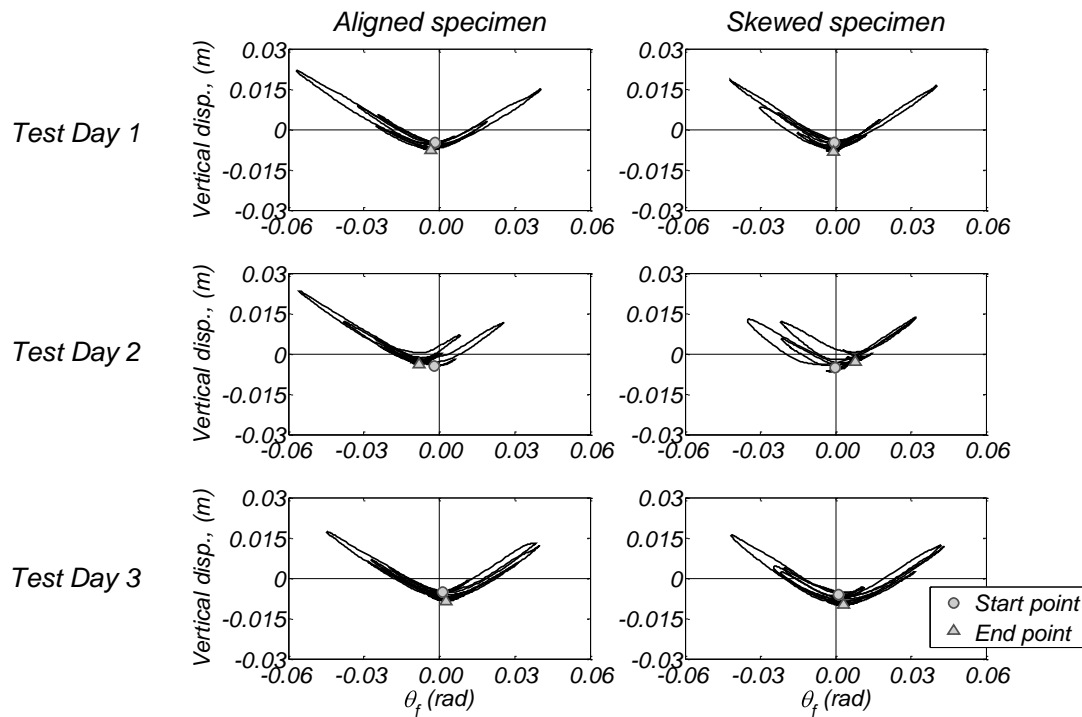 Aligned specimen Skewed specimen
Test Day 1
Vertical disp., (m)
0.03 0.03
0.015 0.015
0 0
-0.015 -0.015
-0.03 -0.03
-0.06 -0.03 0.00 0.03 0.06 -0.06 -0.03 0.00 0.03 0.06
Test Day 2
Vertical disp., (m)
0.03 0.03
0.015 0.015
0 0
-0.015 -0.015
-0.03 -0.03
-0.06 -0.03 0.00 0.03 0.06 -0.06 -0.03 0.00 0.03 0.06
Test Day 3
Vertical disp., (m)
0.03 0.03
0.015 0.015
0 0
-0.015 -0.015
-0.03 -0.03
-0.06 -0.03 0.00 0.03 0.06 -0.06 -0.03 0.00 0.03 0.06
θf (rad) θf (rad)
Start point
End point